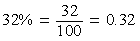 32% = 32/100 = 0.32